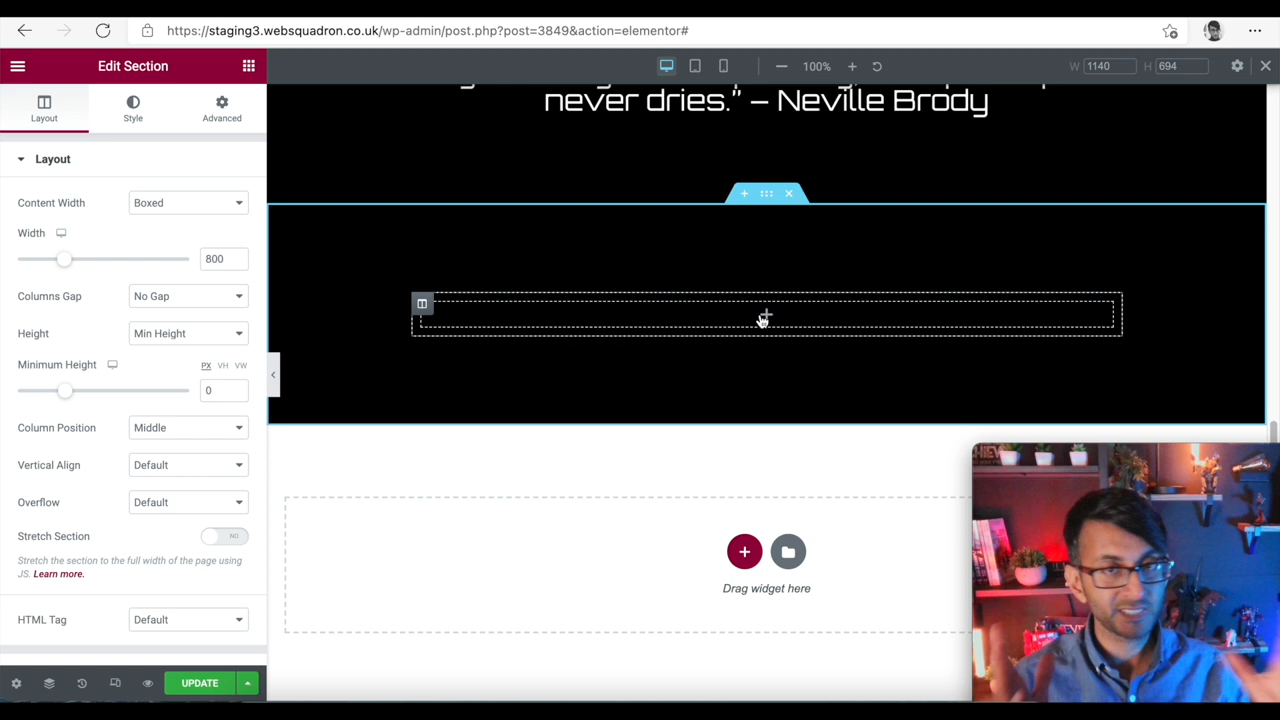 https://staging3.websquadron.co.uk/wp-admin/post.php?post=3849&action=elementor#
Edit Section
100%
W 1140 H 694
Layout Style Advanced
never dries.” – Neville Brody
Layout
Content Width Boxed
Width
800
Columns Gap No Gap
Height Min Height
Minimum Height PX VH VW
0
Column Position Middle
Vertical Align Default
Overflow Default
Stretch Section NO
Stretch the section to the full width of the page using
JS. Learn more.
Drag widget here
HTML Tag Default
UPDATE